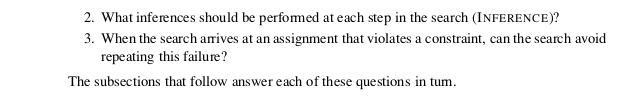 2. What inferences should be performed at each step in the search (INFERENCE)?
3. When the search arrives at an assignment that violates a constraint, can the search avoid
repeating this failure?
The subsections that follow answer each of these questions in turn.